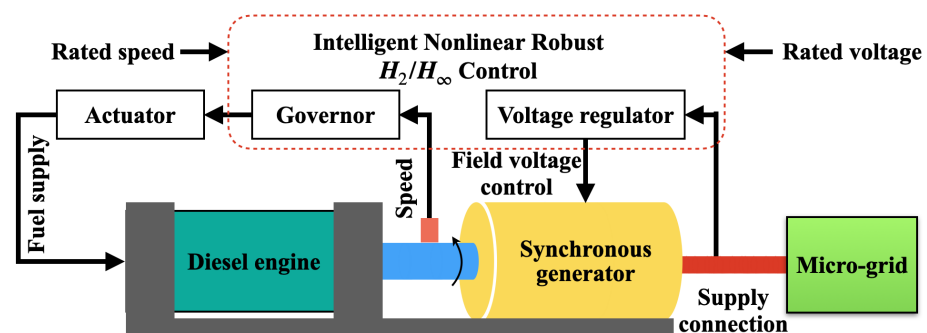 Intelligent Nonlinear Robust
Rated speed
H₂/H∞ Control
Rated voltage
Actuator
Governor
Voltage regulator
Fuel supply
Speed
Field voltage
control
Diesel engine
Synchronous
generator
Micro-grid
Supply
connection